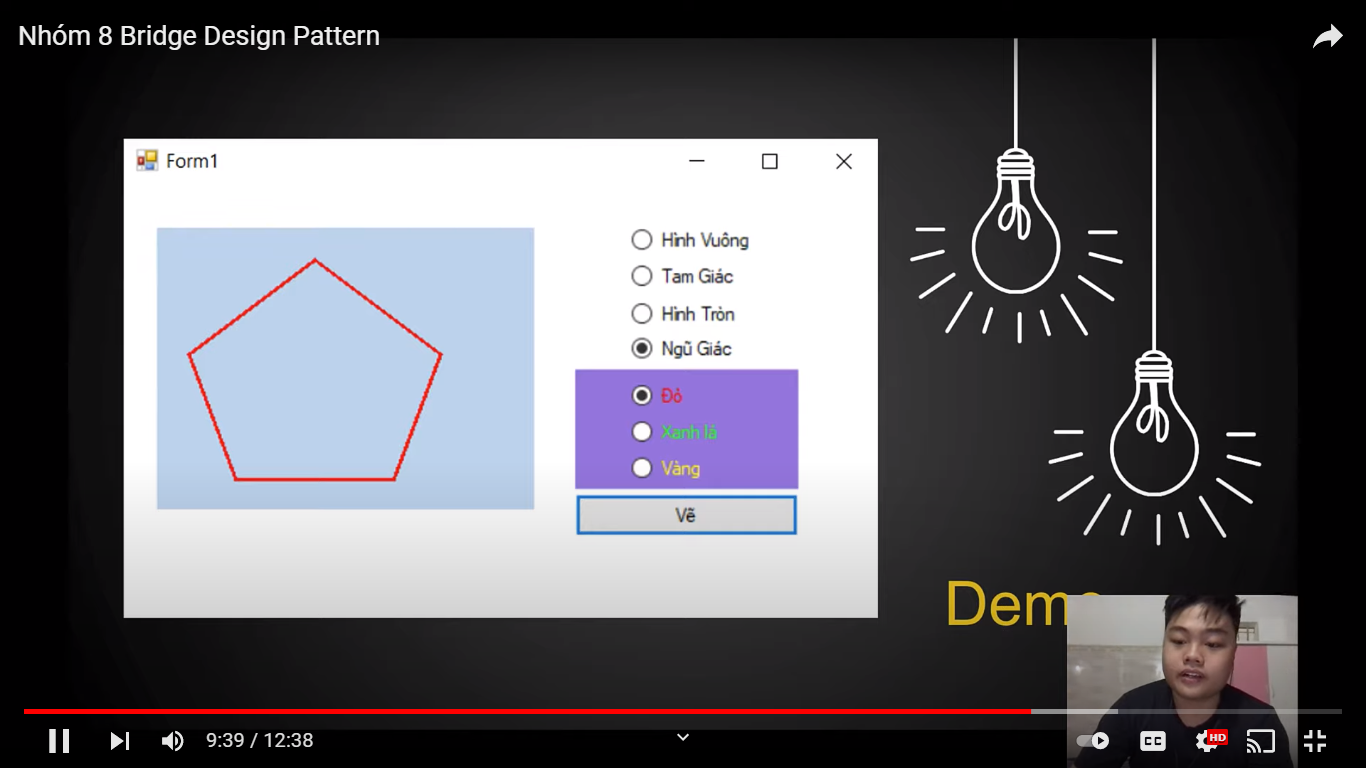 Nhóm 8 Bridge Design Pattern
Form1
Hình Vuông
Tam Giác
Hình Tròn
Ngũ Giác
Đỏ
Xanh lá
Vàng
Vẽ
Dem
9:39 / 12:38
CC
HD